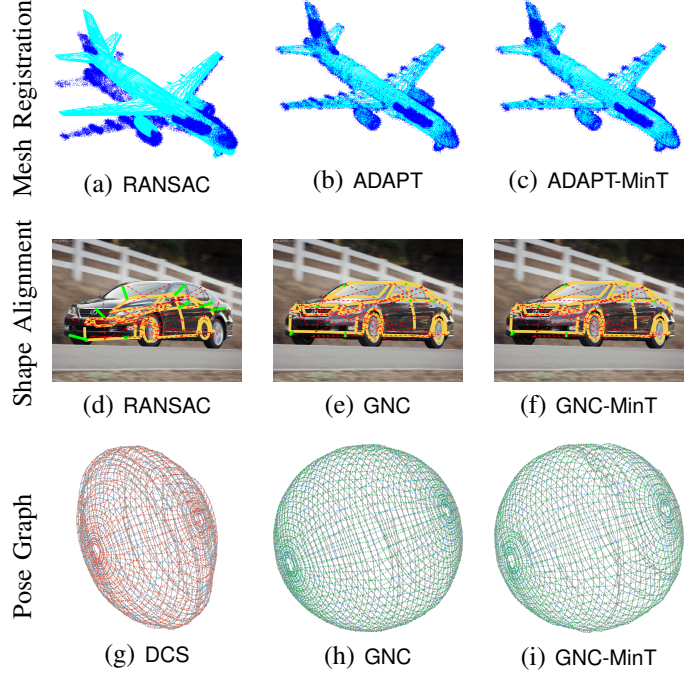 Mesh Registration
(a) RANSAC
(b) ADAPT
(c) ADAPT-MinT
Shape Alignment
(d) RANSAC
(e) GNC
(f) GNC-MinT
Pose Graph
(g) DCS
(h) GNC
(i) GNC-MinT